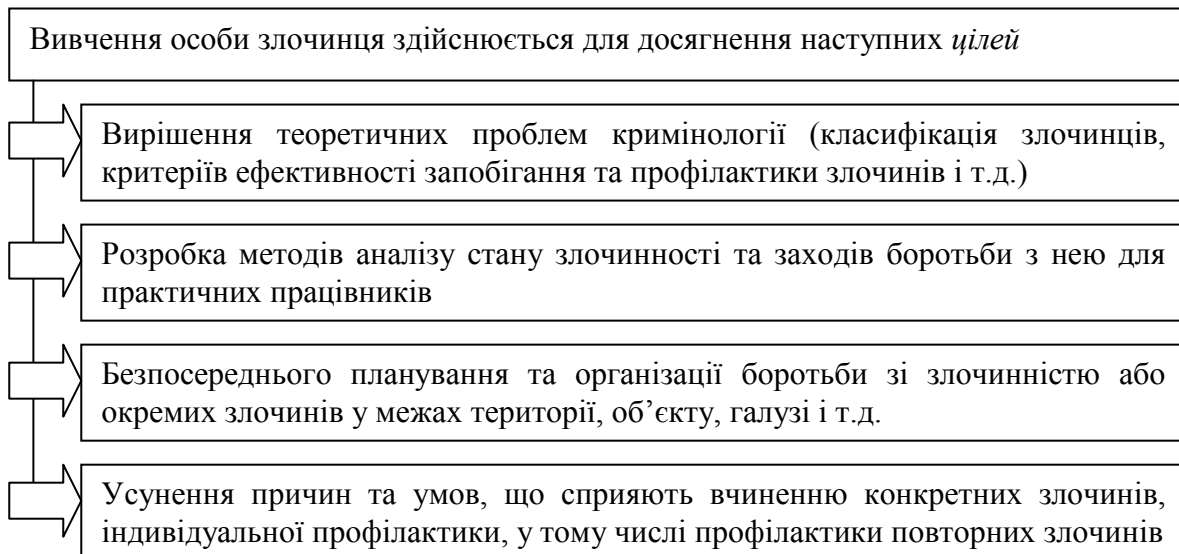 Вивчення особи злочинця здійснюється для досягнення наступних цілей
Вирішення теоретичних проблем кримінології (класифікація злочинців,
критеріїв ефективності запобігання та профілактики злочинів і т.д.)
Розробка методів аналізу стану злочинності та заходів боротьби з нею для
практичних працівників
Безпосереднього планування та організації боротьби зі злочинністю або
окремих злочинів у межах території, об’єкту, галузі і т.д.
Усунення причин та умов, що сприяють вчиненню конкретних злочинів,
індивідуальної профілактики, у тому числі профілактики повторних злочинів